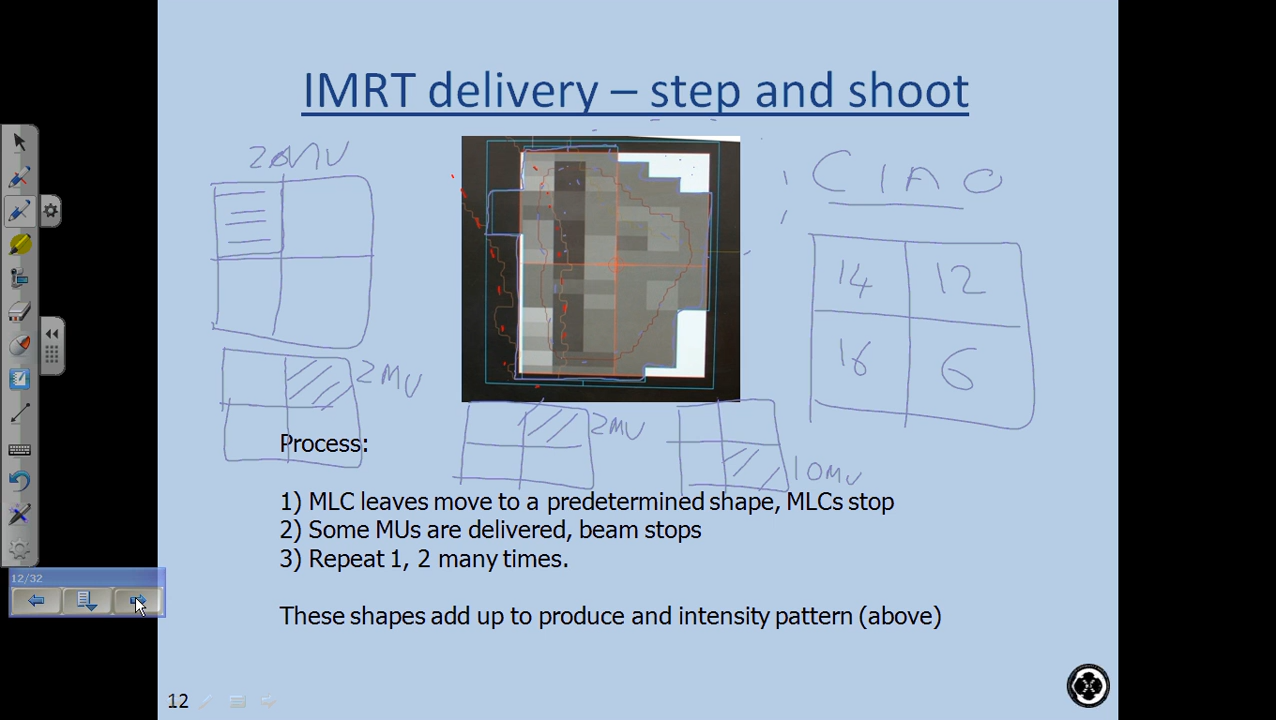 IMRT delivery – step and shoot
CIAO
14 12
16 6
2MU
2MU
10MU
Process:
1) MLC leaves move to a predetermined shape, MLCs stop
2) Some MUs are delivered, beam stops
3) Repeat 1, 2 many times.
These shapes add up to produce and intensity pattern (above)
12/32
12